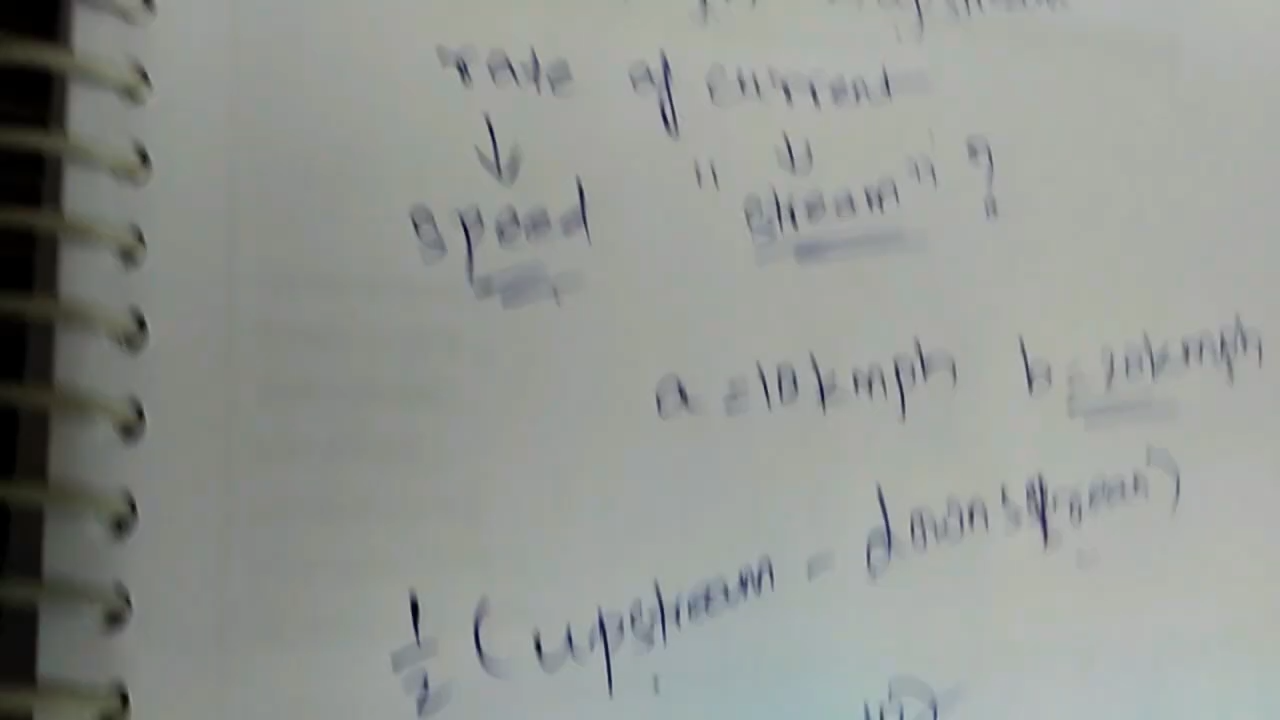 rate of current
↓ ↓
speed "stream" ?
a = 10 kmph b = 20 kmph
1/2 ( upstream - downstream )